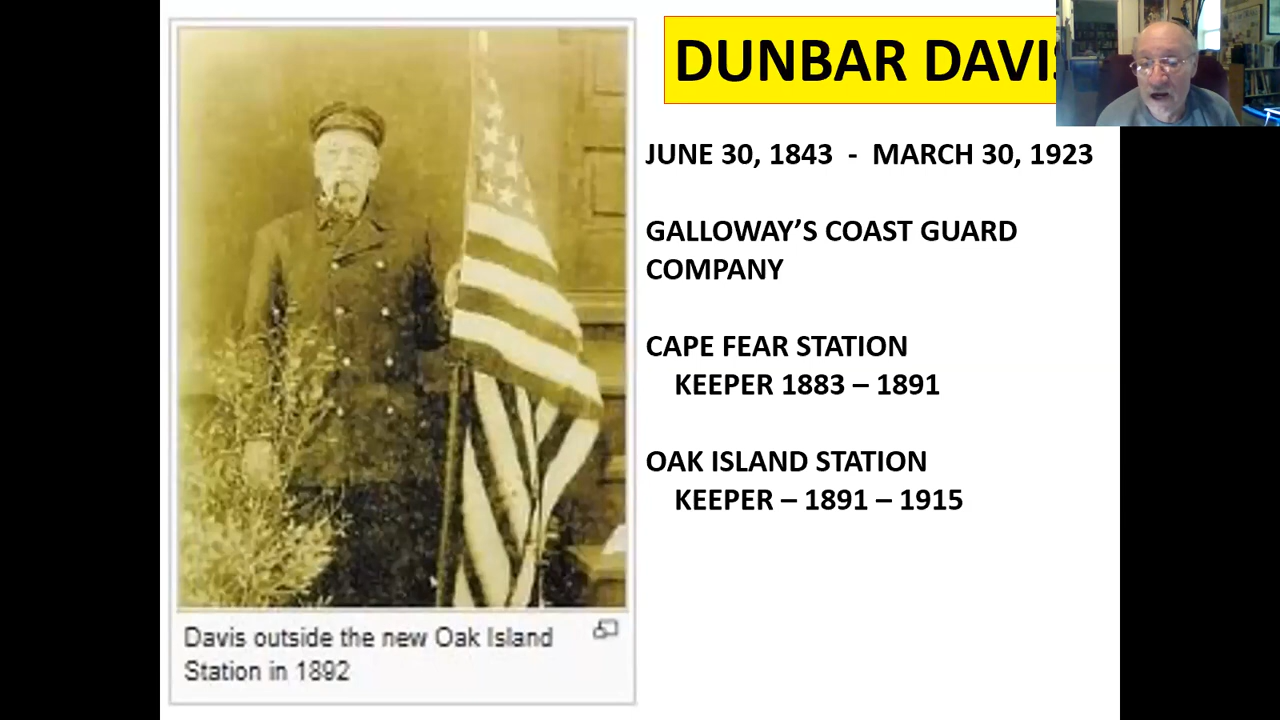 DUNBAR DAVIS
JUNE 30, 1843 - MARCH 30, 1923
GALLOWAY’S COAST GUARD
COMPANY
CAPE FEAR STATION
KEEPER 1883 – 1891
OAK ISLAND STATION
KEEPER – 1891 – 1915
Davis outside the new Oak Island
Station in 1892